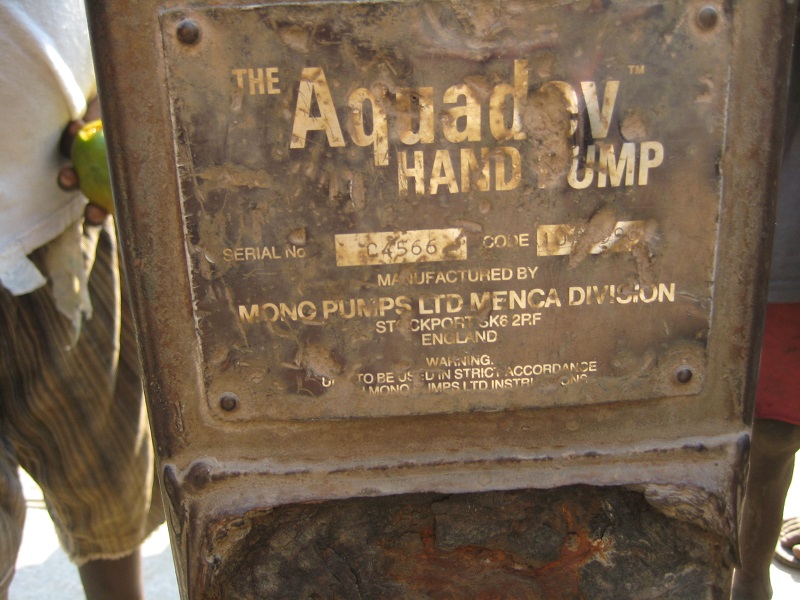 THE Aquadev™
HAND PUMP
SERIAL No C4566 CODE
MANUFACTURED BY
MONO PUMPS LTD MENCA DIVISION
STOCKPORT SK6 2RF
ENGLAND
WARNING.
TO BE USED IN STRICT ACCORDANCE
MONO PUMPS LTD INSTRUCTIONS